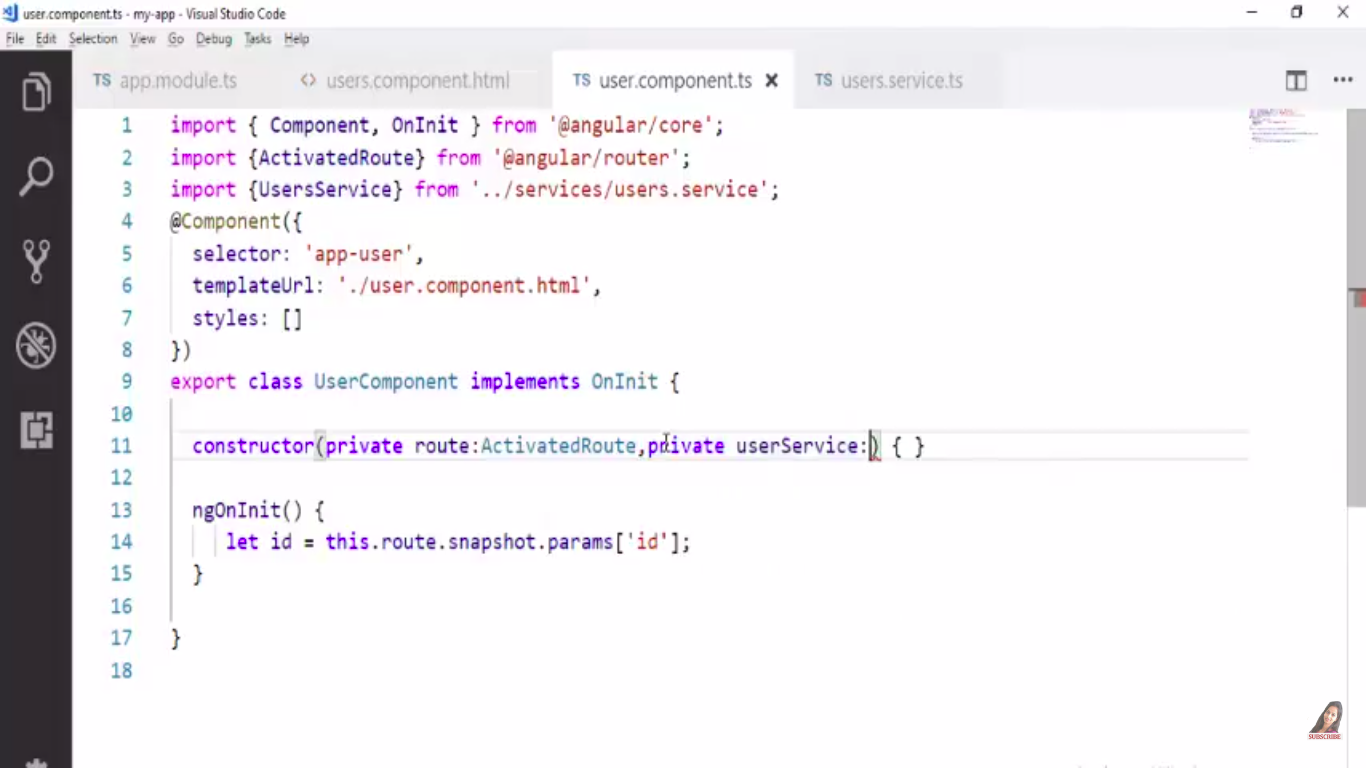 user.component.ts - my-app - Visual Studio Code
File Edit Selection View Go Debug Tasks Help
TS app.module.ts <> users.component.html TS user.component.ts × TS users.service.ts
1 import { Component, OnInit } from '@angular/core';
2 import {ActivatedRoute} from '@angular/router';
3 import {UsersService} from '../services/users.service';
4 @Component({
5 selector: 'app-user',
6 templateUrl: './user.component.html',
7 styles: []
8 })
9 export class UserComponent implements OnInit {
10
11 constructor(private route:ActivatedRoute,private userService:) { }
12
13 ngOnInit() {
14 let id = this.route.snapshot.params['id'];
15 }
16
17 }
18
SUBSCRIBE